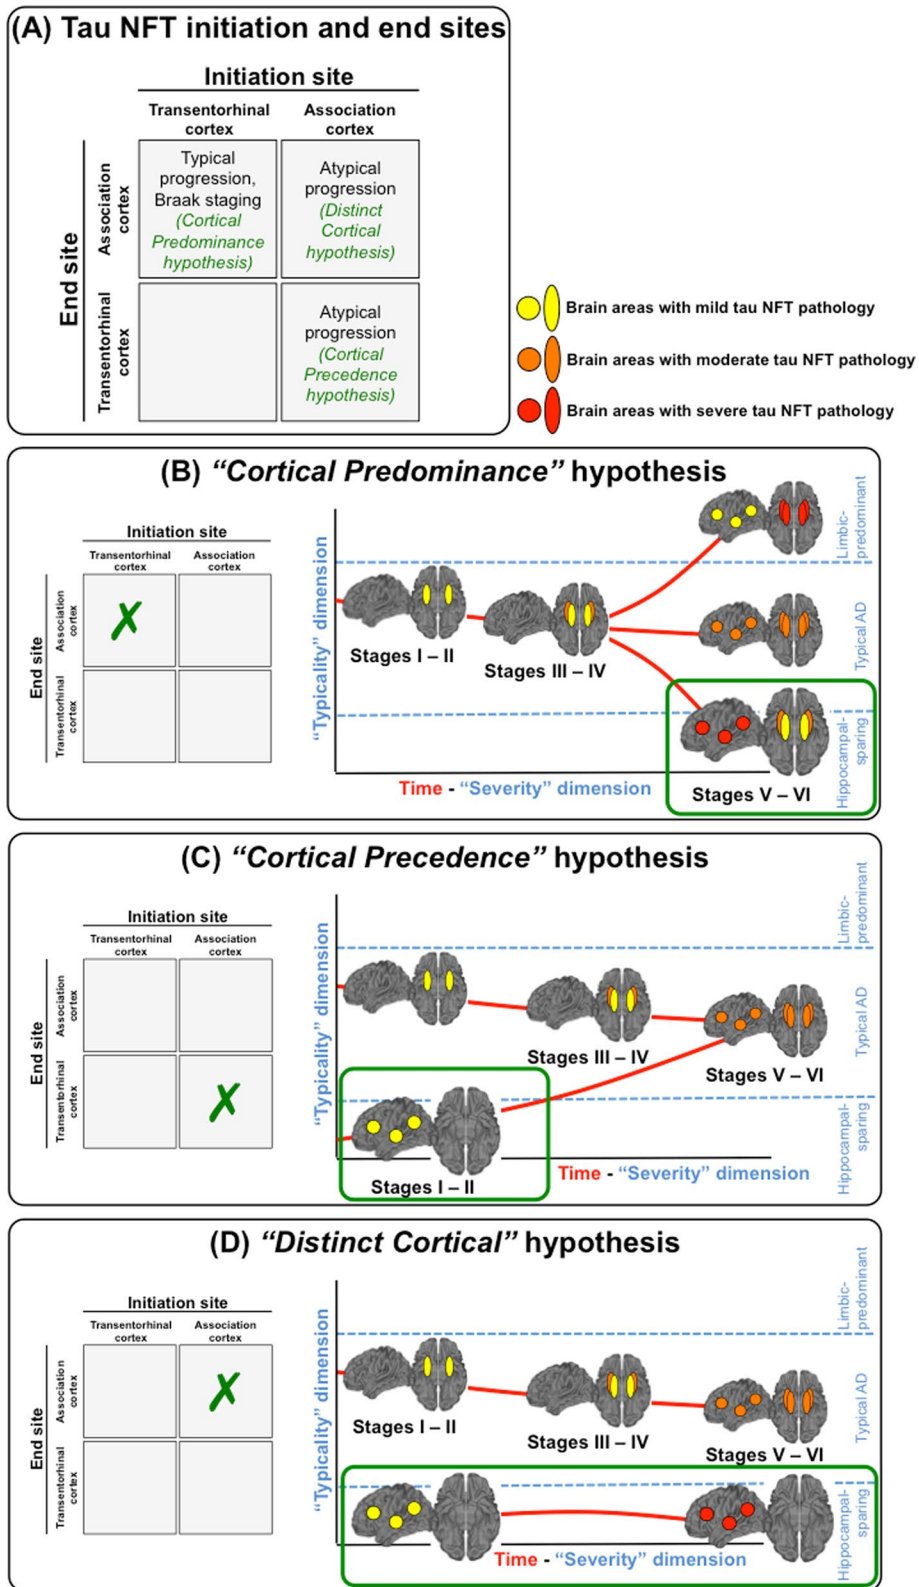 (A) Tau NFT initiation and end sites
Initiation site
Transentorhinal
cortex
Association
cortex
End site
Association
cortex
Typical
progression,
Braak staging
(Cortical
Predominance
hypothesis)
Atypical
progression
(Distinct
Cortical
hypothesis)
Transentorhinal
cortex
Atypical
progression
(Cortical
Precedence
hypothesis)
Brain areas with mild tau NFT pathology
Brain areas with moderate tau NFT pathology
Brain areas with severe tau NFT pathology
(B) “Cortical Predominance” hypothesis
Initiation site
Transentorhinal
cortex
Association
cortex
End site
Association
cortex
Transentorhinal
cortex
✗
“Typicality” dimension
Stages I – II
Stages III – IV
Stages V – VI
Time - “Severity” dimension
Limbic-
predominant
Typical AD
Hippocampal-
sparing
(C) “Cortical Precedence” hypothesis
Initiation site
Transentorhinal
cortex
Association
cortex
End site
Association
cortex
Transentorhinal
cortex
✗
“Typicality” dimension
Stages III – IV
Stages V – VI
Stages I – II
Time - “Severity” dimension
Limbic-
predominant
Typical AD
Hippocampal-
sparing
(D) “Distinct Cortical” hypothesis
Initiation site
Transentorhinal
cortex
Association
cortex
End site
Association
cortex
Transentorhinal
cortex
✗
“Typicality” dimension
Stages I – II
Stages III – IV
Stages V – VI
Time - “Severity” dimension
Limbic-
predominant
Typical AD
Hippocampal-
sparing